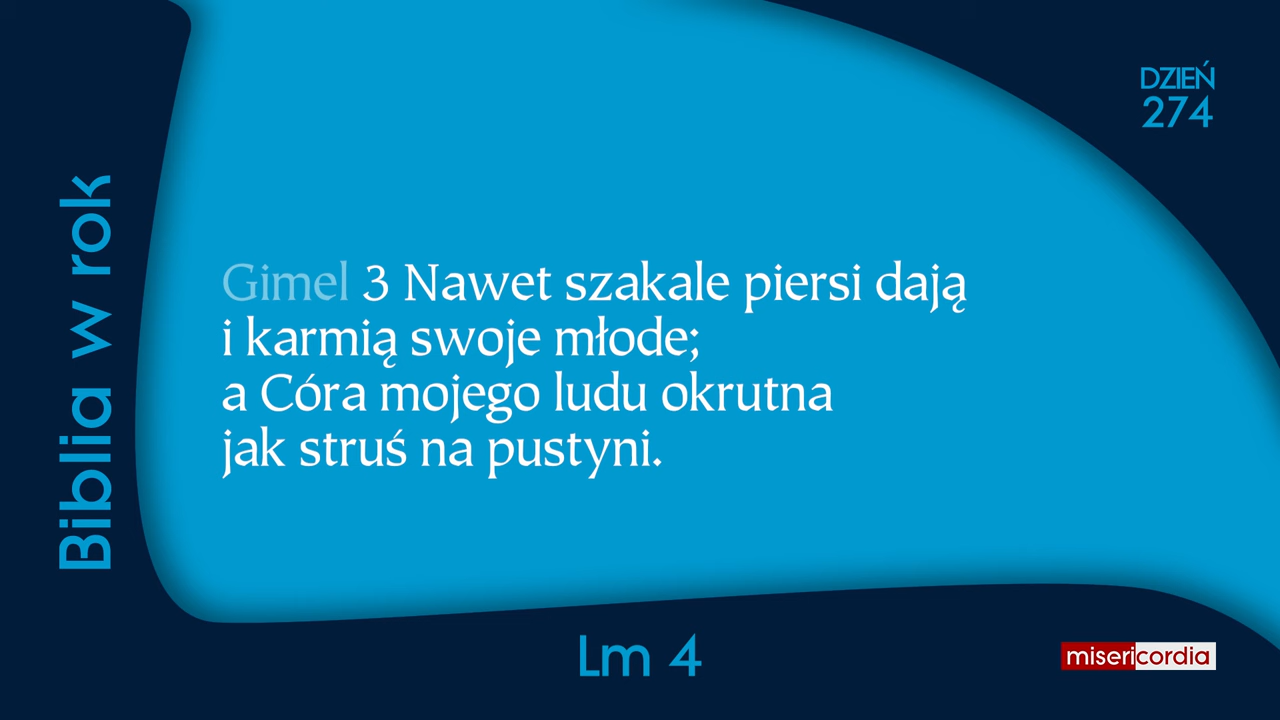 DZIEŃ
274
Biblia w rok
Gimel 3 Nawet szakale piersi dają
i karmią swoje młode;
a Córa mojego ludu okrutna
jak struś na pustyni.
Lm 4
misericordia